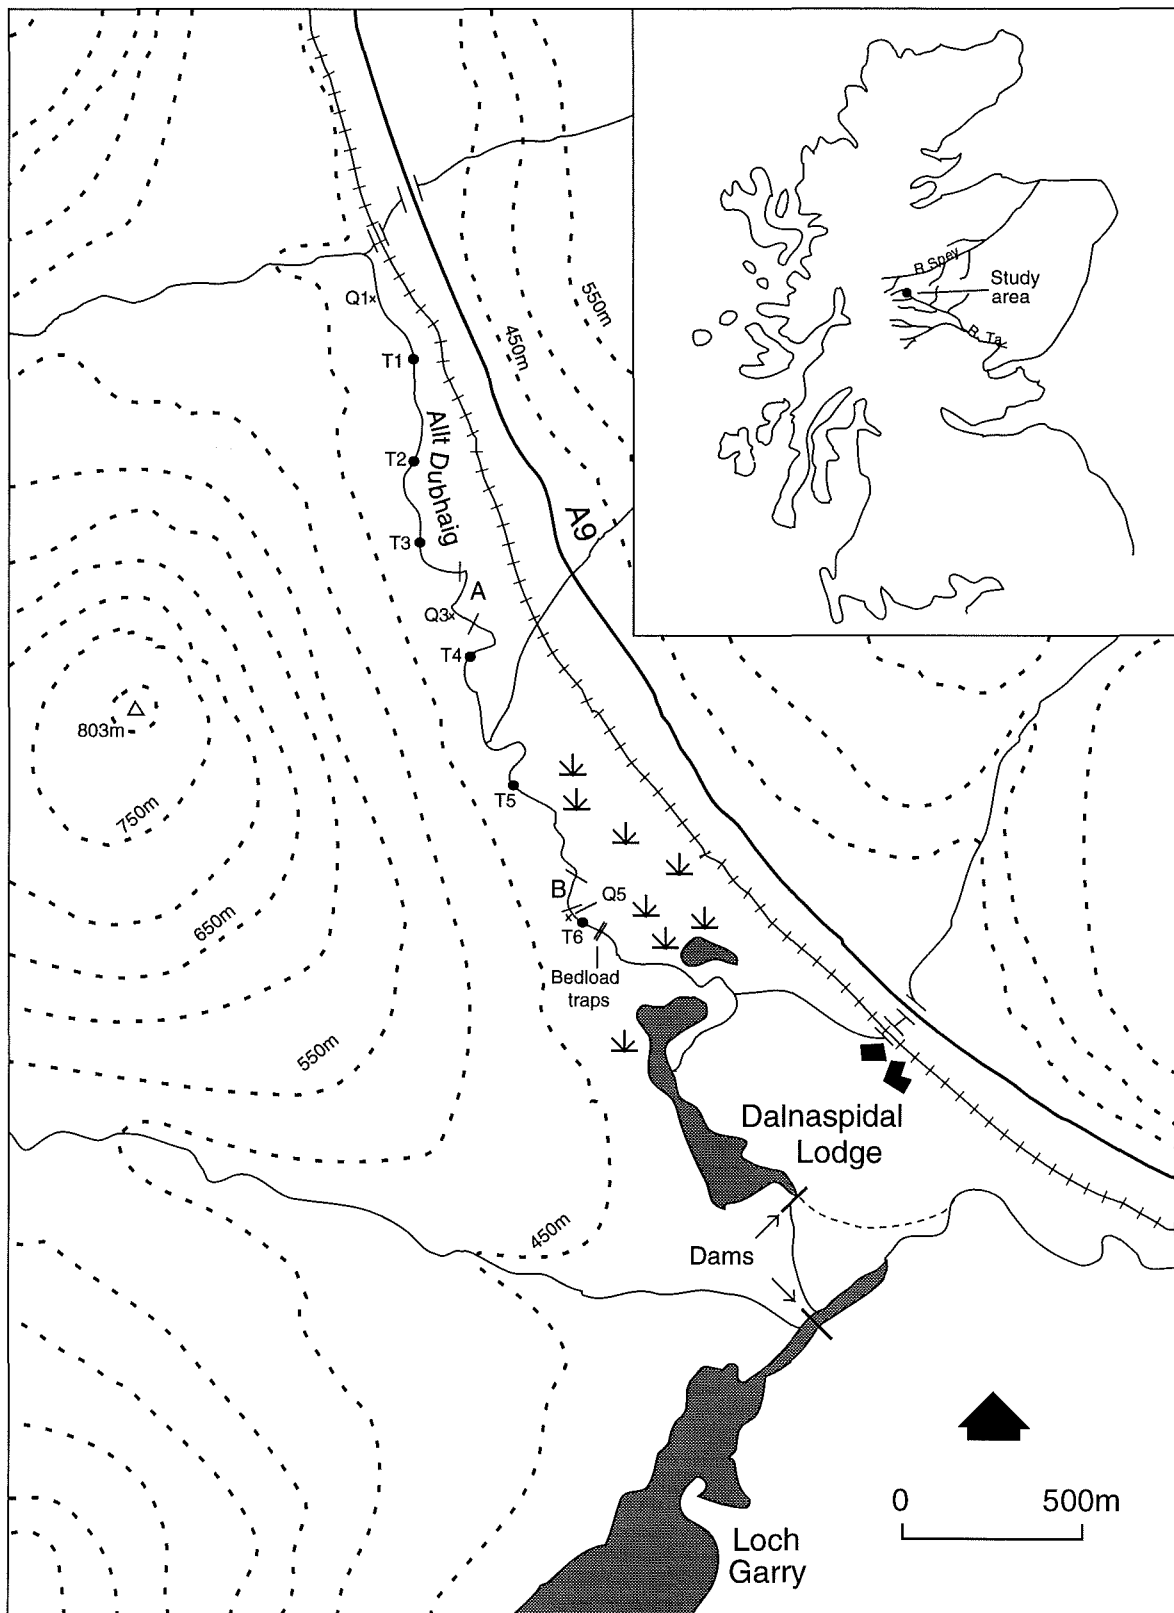 R.Spey
Study
area
R. Ta
550m
450m
Q1
T1
Allt Dubhaig
T2
A9
T3
A
Q3
T4
803m
T5
750m
B
Q5
650m
T6
Bedload
traps
550m
Dalnaspidal
Lodge
450m
Dams
0 500m
Loch
Garry